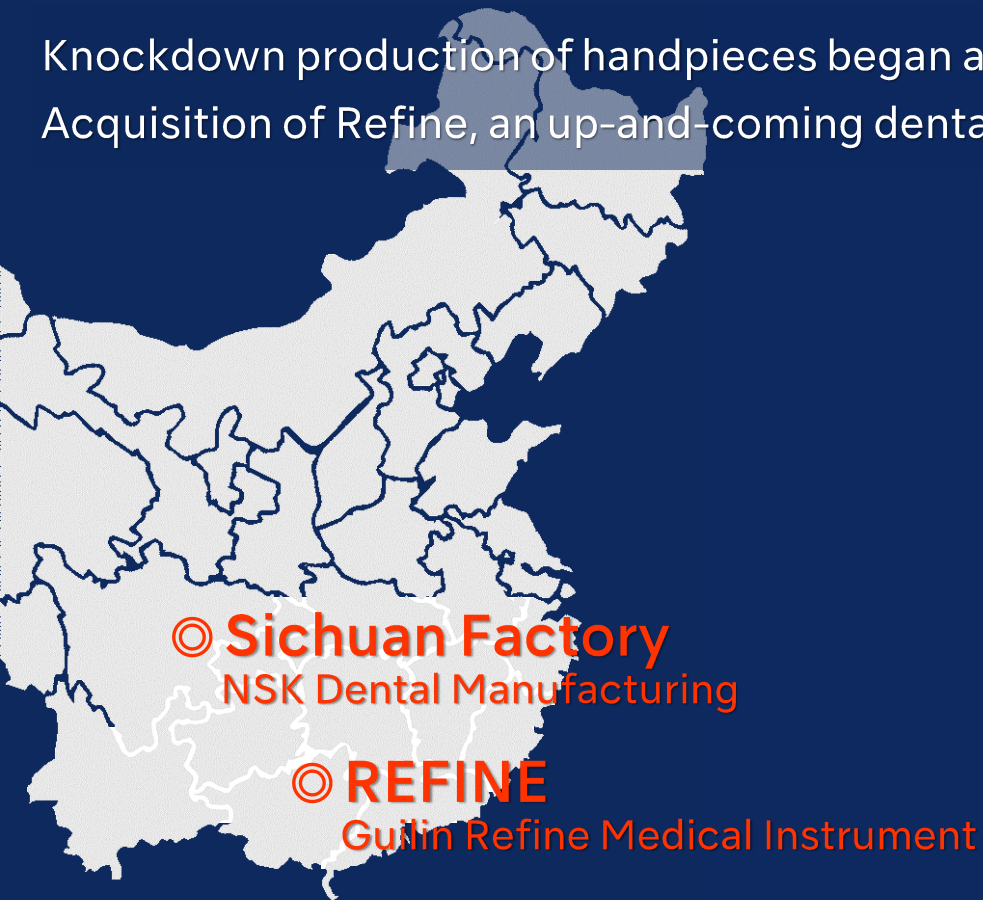 Knockdown production of handpieces began a
Acquisition of Refine, an up-and-coming denta
Sichuan Factory
NSK Dental Manufacturing
REFINE
Guilin Refine Medical Instrument